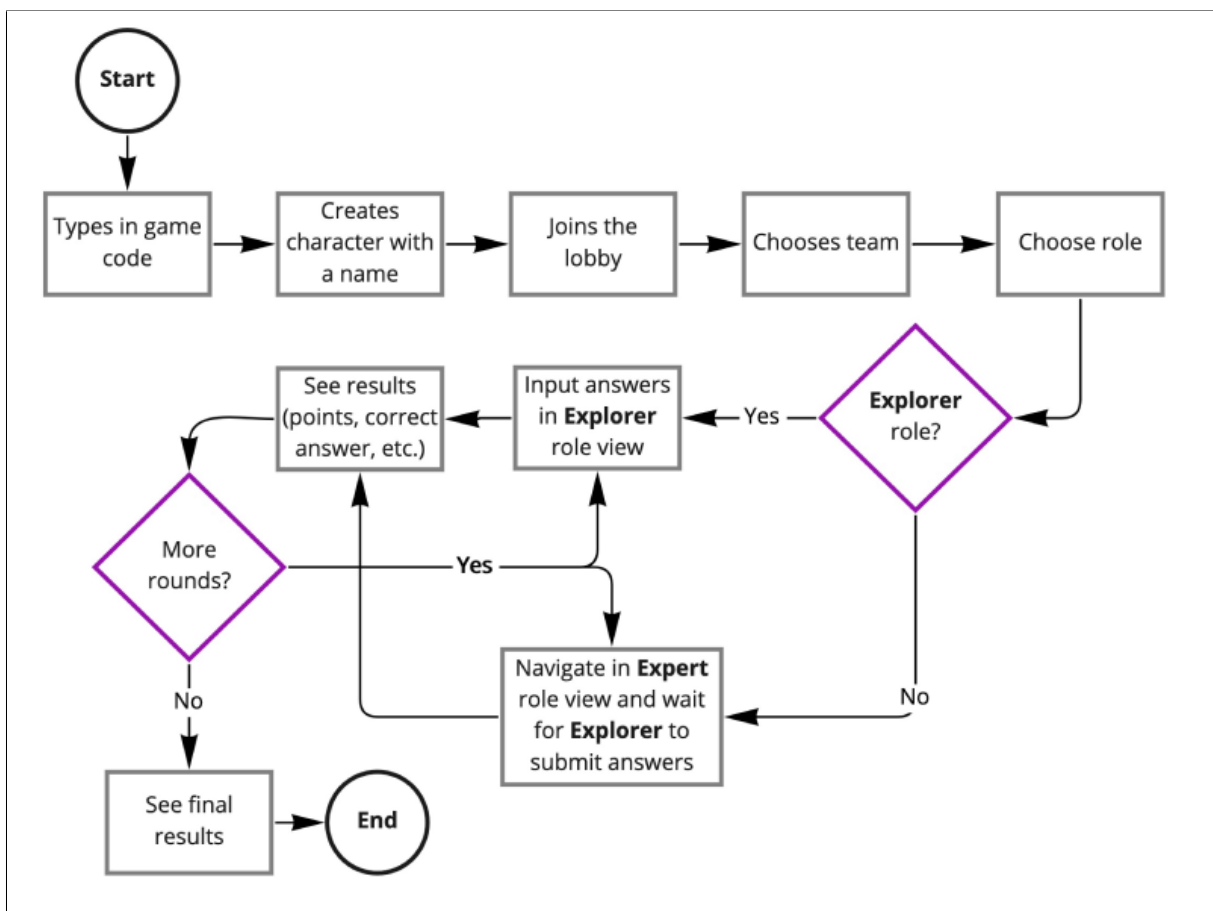 Start
Types in game
code
Creates
character with
a name
Joins the
lobby
Chooses team
Choose role
Explorer
role?
Yes
Input answers
in Explorer
role view
See results
(points, correct
answer, etc.)
More
rounds?
Yes
No
Navigate in Expert
role view and wait
for Explorer to
submit answers
No
See final
results
End